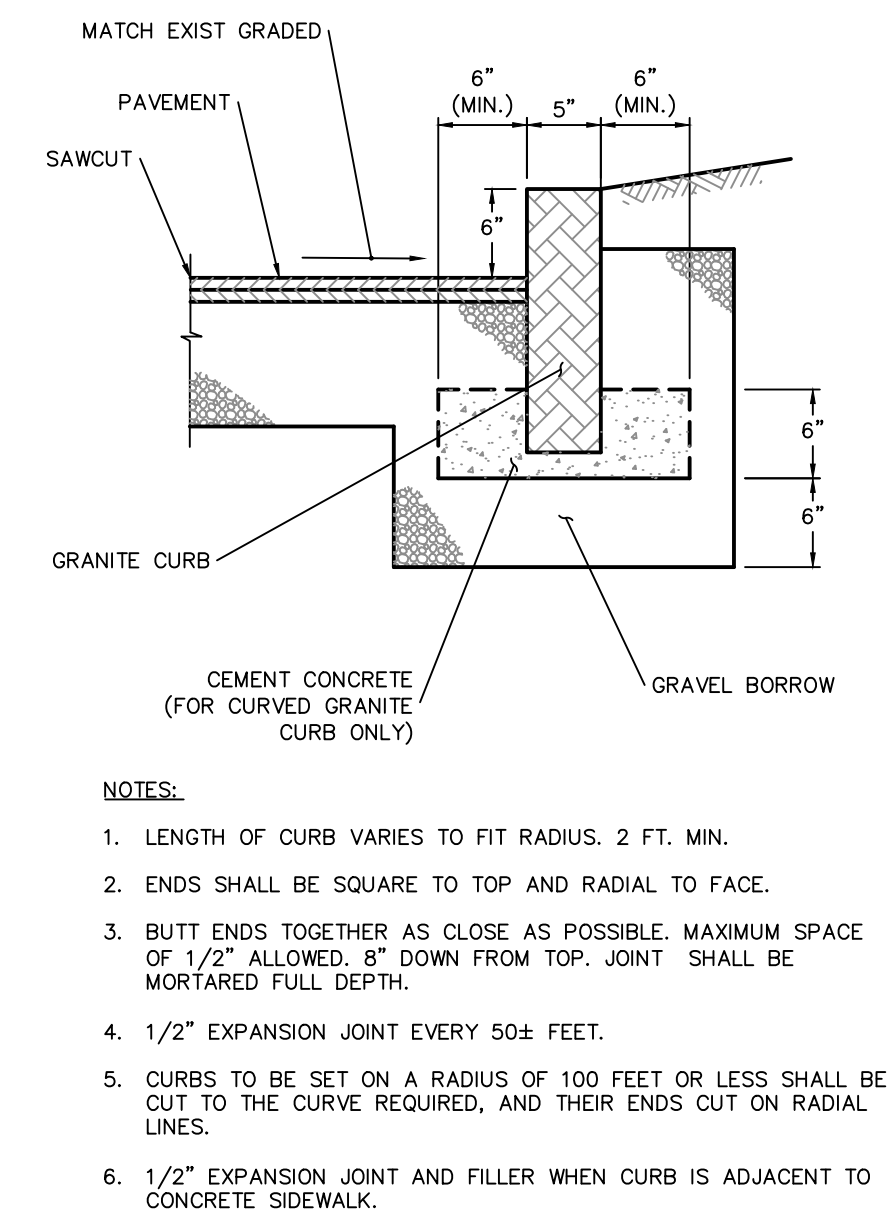 MATCH EXIST GRADED
PAVEMENT
SAWCUT
6”
(MIN.)
5”
6”
(MIN.)
6”
6”
6”
GRANITE CURB
CEMENT CONCRETE
(FOR CURVED GRANITE
CURB ONLY)
GRAVEL BORROW
NOTES:
1. LENGTH OF CURB VARIES TO FIT RADIUS. 2 FT. MIN.
2. ENDS SHALL BE SQUARE TO TOP AND RADIAL TO FACE.
3. BUTT ENDS TOGETHER AS CLOSE AS POSSIBLE. MAXIMUM SPACE
OF 1/2” ALLOWED. 8” DOWN FROM TOP. JOINT SHALL BE
MORTARED FULL DEPTH.
4. 1/2” EXPANSION JOINT EVERY 50± FEET.
5. CURBS TO BE SET ON A RADIUS OF 100 FEET OR LESS SHALL BE
CUT TO THE CURVE REQUIRED, AND THEIR ENDS CUT ON RADIAL
LINES.
6. 1/2” EXPANSION JOINT AND FILLER WHEN CURB IS ADJACENT TO
CONCRETE SIDEWALK.